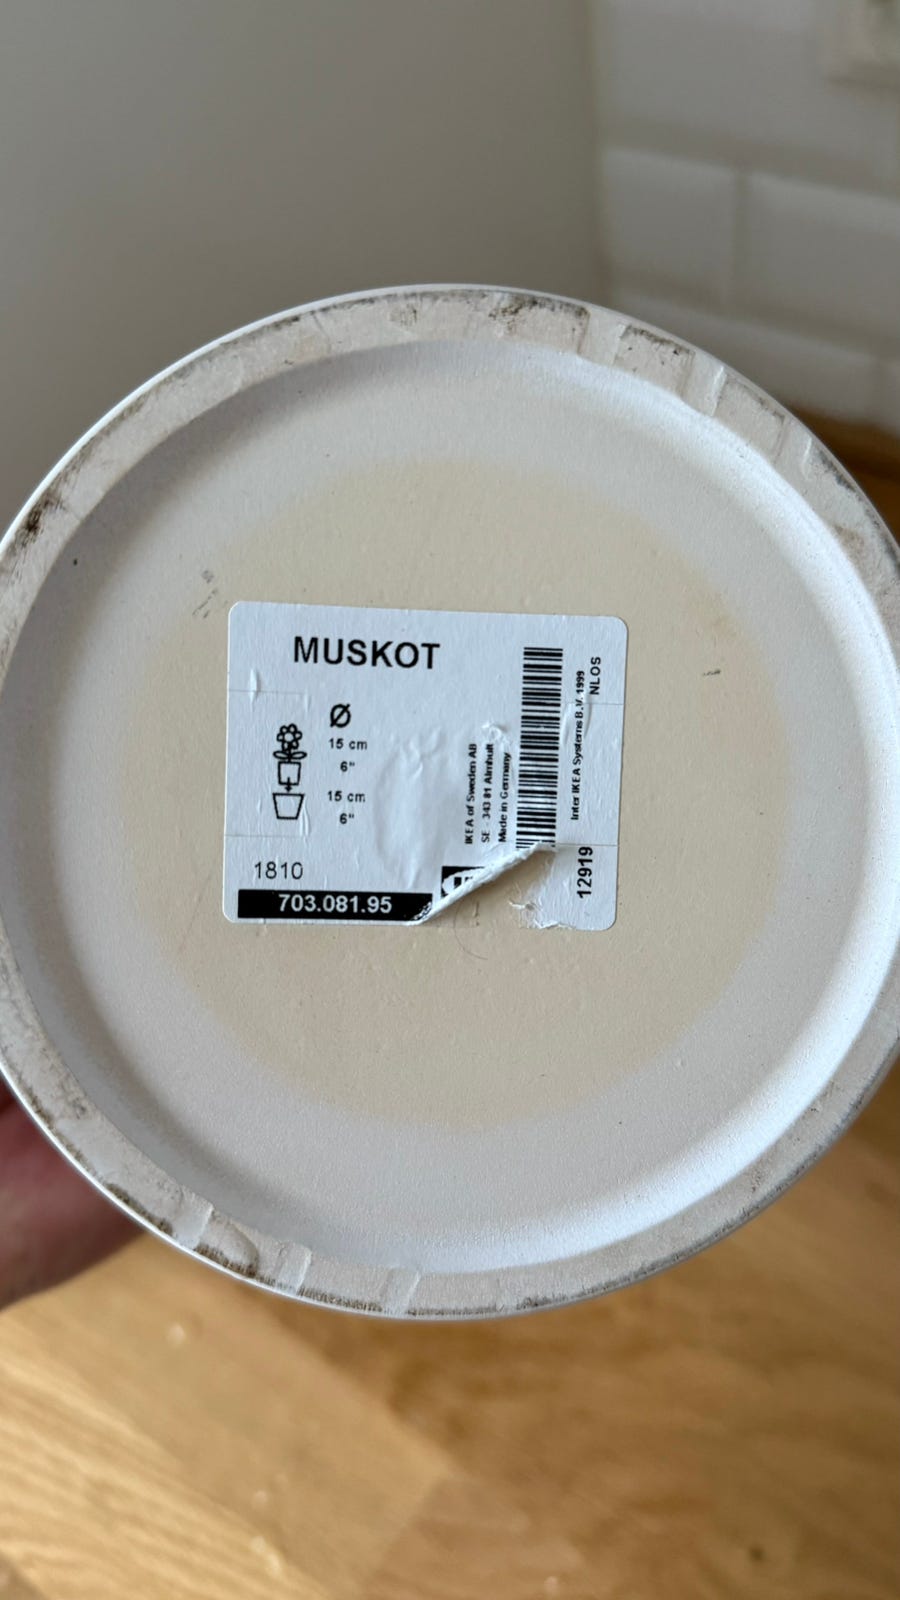 MUSKOT
Ø
15 cm
6"
15 cm
6"
1810
703.081.95
IKEA of Sweden AB
SE - 343 81 Älmhult
Made in Germany
Inter IKEA Systems B.V. 1999
NLOS
12919